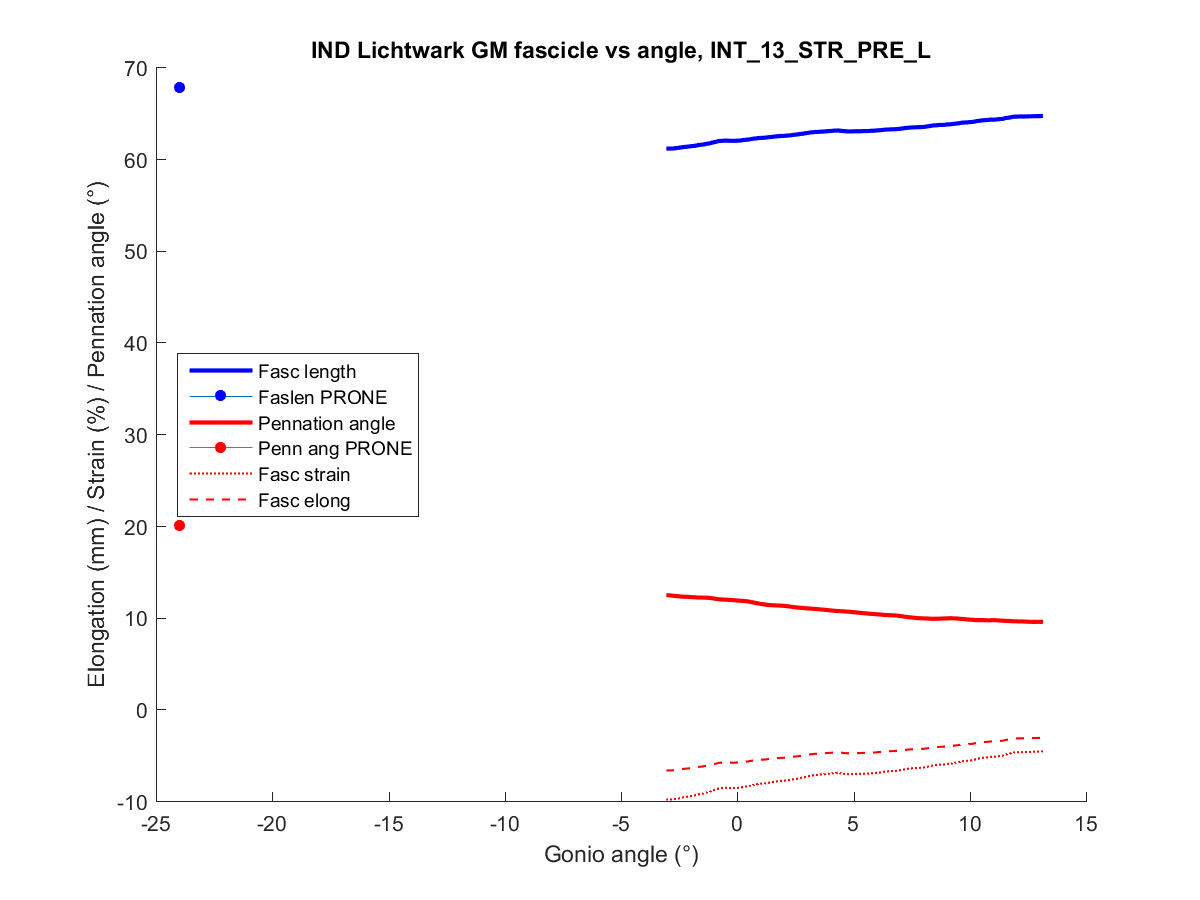 IND Lichtwark GM fascicle vs angle, INT_13_STR_PRE_L
Elongation (mm) / Strain (%) / Pennation angle (°)
70
60
50
40
30
20
10
0
-10
Fasc length
Faslen PRONE
Pennation angle
Penn ang PRONE
Fasc strain
Fasc elong
-25 -20 -15 -10 -5 0 5 10 15
Gonio angle (°)